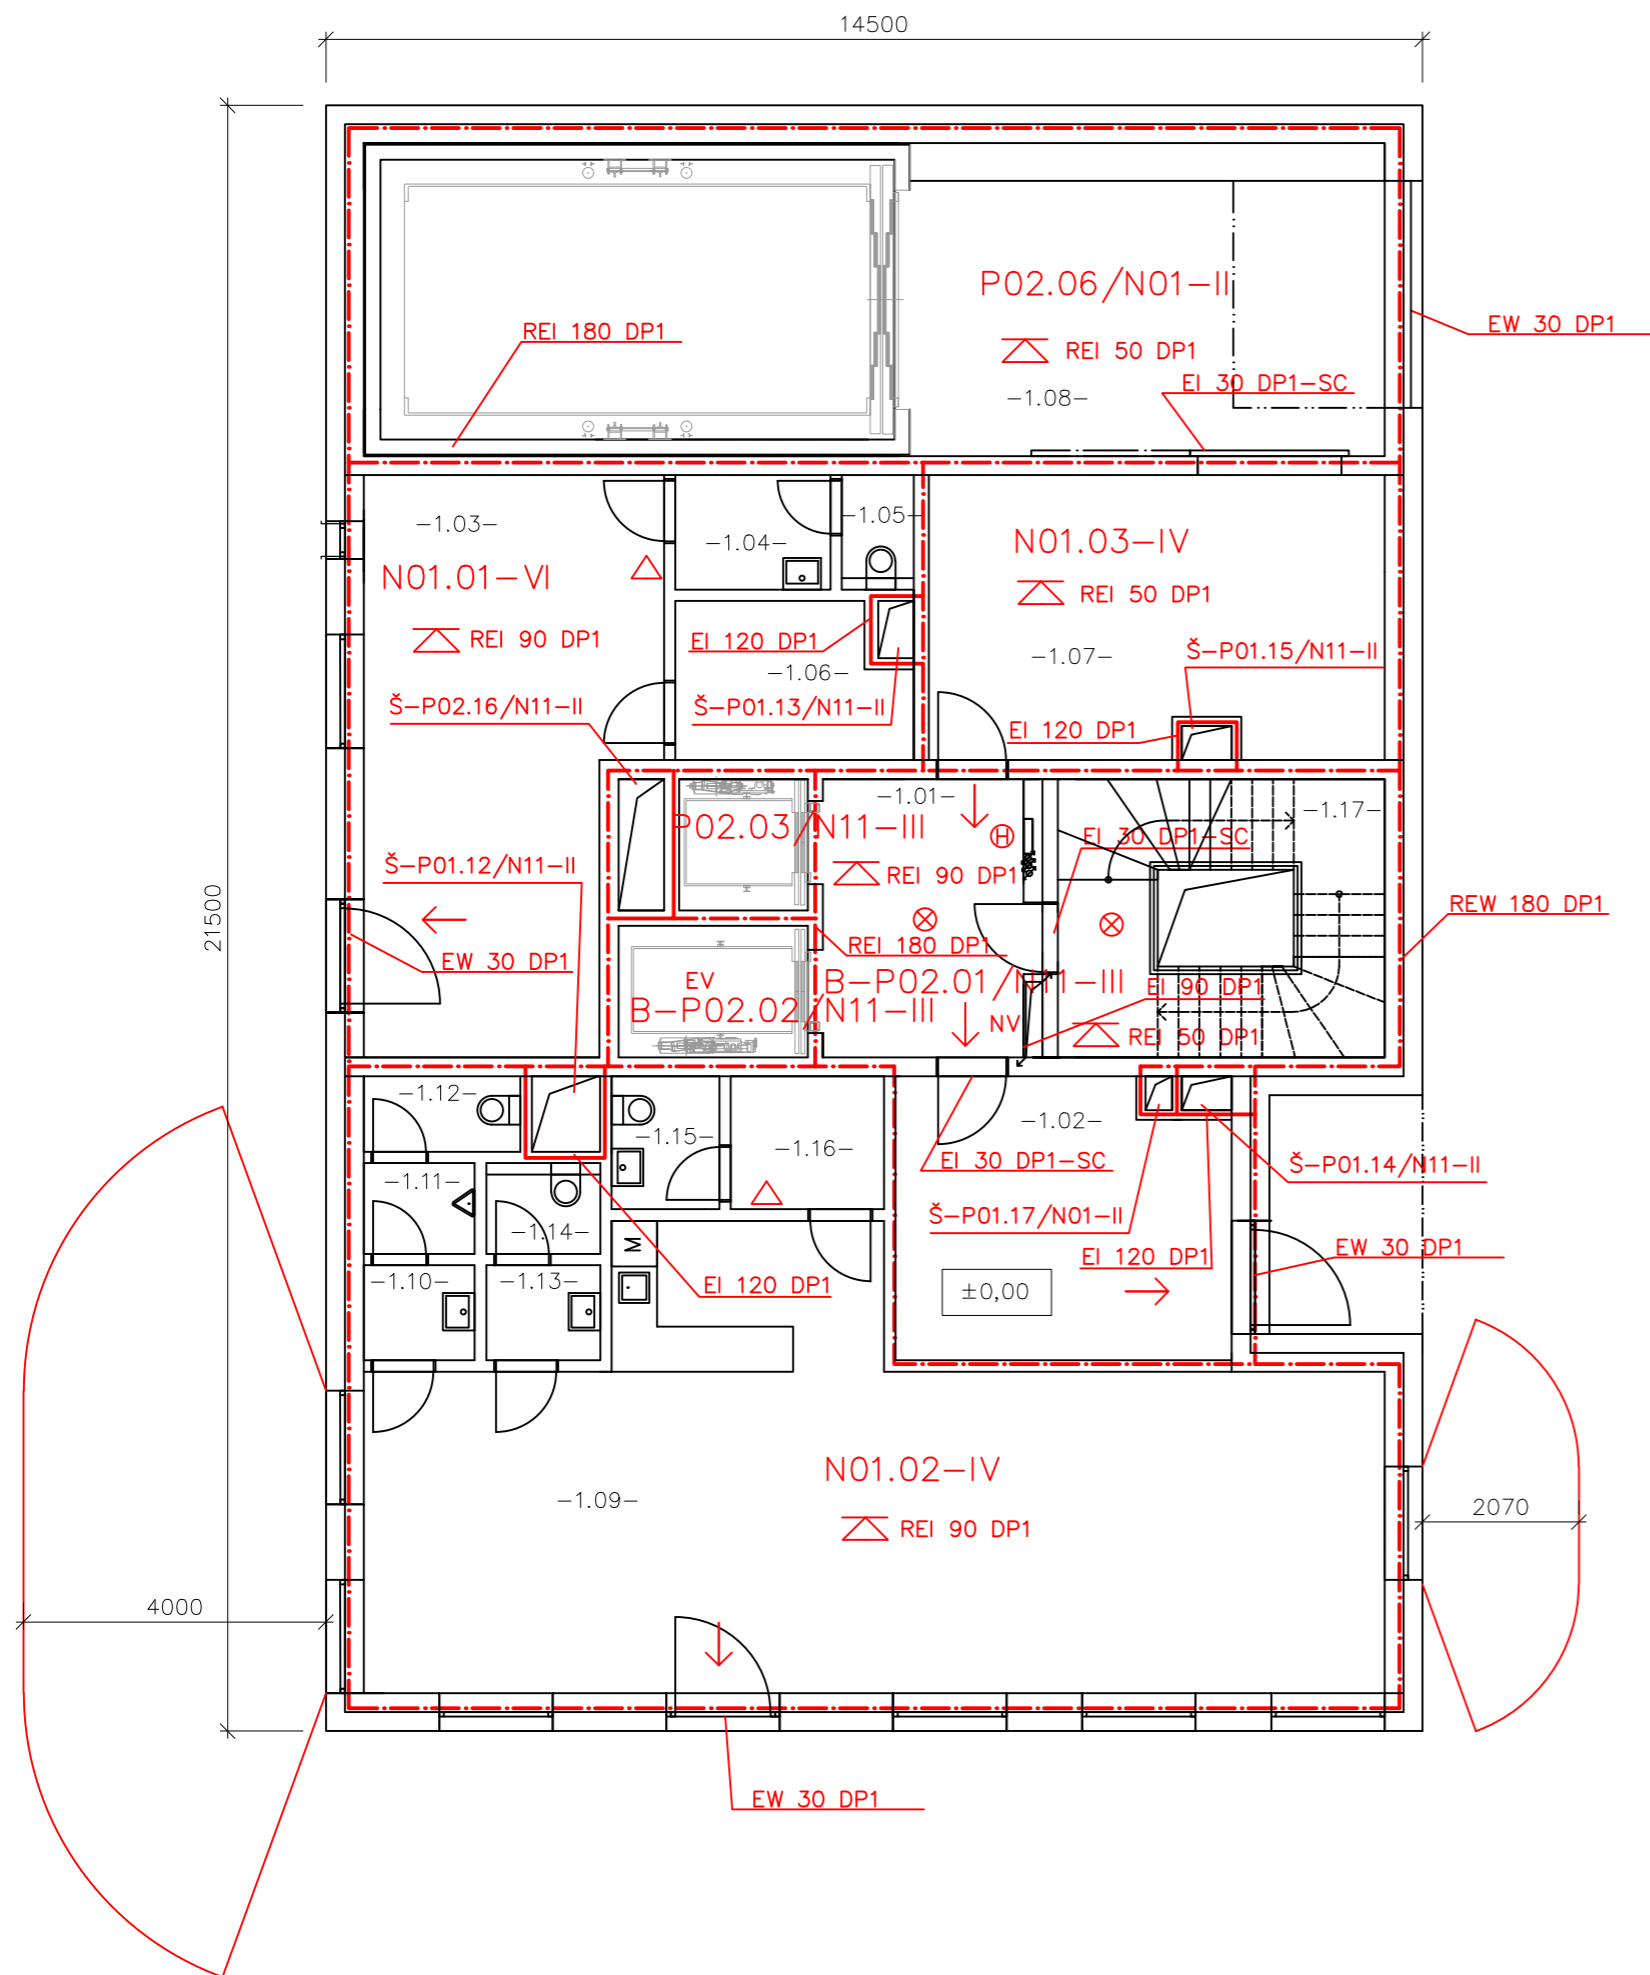 14500
21500
P02.06/N01-II
EW 30 DP1
REI 180 DP1
REI 50 DP1
EI 30 DP1-SC
-1.08-
-1.03-
-1.04-
-1.05-
N01.03-IV
N01.01-VI
REI 50 DP1
REI 90 DP1
EI 120 DP1
-1.06-
-1.07-
Š-P01.15/N11-II
Š-P02.16/N11-II
Š-P01.13/N11-II
EI 120 DP1
-1.01-
-1.17-
P02.03/N11-III
H
EI 30 DP1-SC
Š-P01.12/N11-II
REI 90 DP1
REW 180 DP1
EW 30 DP1
REI 180 DP1
EV
B-P02.01/N11-III
EI 90 DP1
B-P02.02/N11-III
NV
REI 50 DP1
-1.12-
-1.15-
-1.16-
-1.02-
EI 30 DP1-SC
Š-P01.14/N11-II
-1.11-
Š-P01.17/N01-II
-1.14-
M
EW 30 DP1
EI 120 DP1
-1.10-
-1.13-
EI 120 DP1
±0,00
N01.02-IV
-1.09-
REI 90 DP1
2070
4000
EW 30 DP1